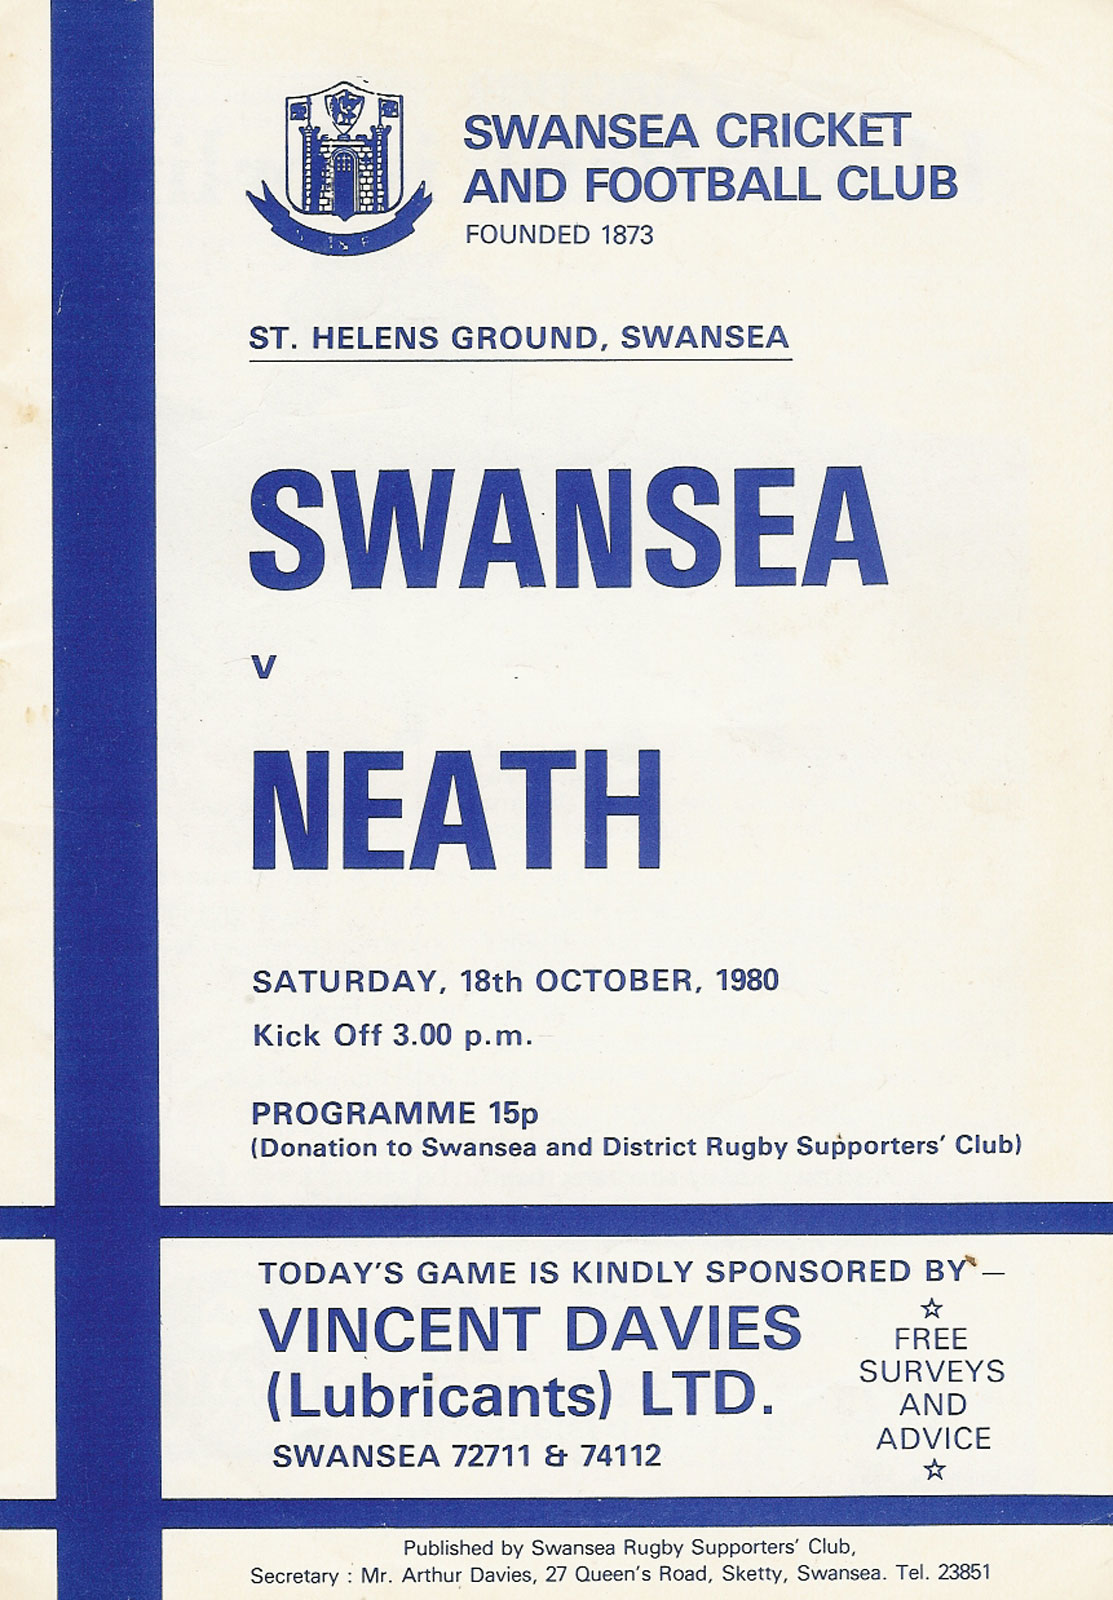 SWANSEA CRICKET
AND FOOTBALL CLUB
FOUNDED 1873
ST. HELENS GROUND, SWANSEA
SWANSEA
v
NEATH
SATURDAY, 18th OCTOBER, 1980
Kick Off 3.00 p.m.
PROGRAMME 15p
(Donation to Swansea and District Rugby Supporters' Club)
TODAY'S GAME IS KINDLY SPONSORED BY —
VINCENT DAVIES
(Lubricants) LTD.
SWANSEA 72711 & 74112
☆
FREE
SURVEYS
AND
ADVICE
☆
Published by Swansea Rugby Supporters' Club,
Secretary : Mr. Arthur Davies, 27 Queen's Road, Sketty, Swansea. Tel. 23851